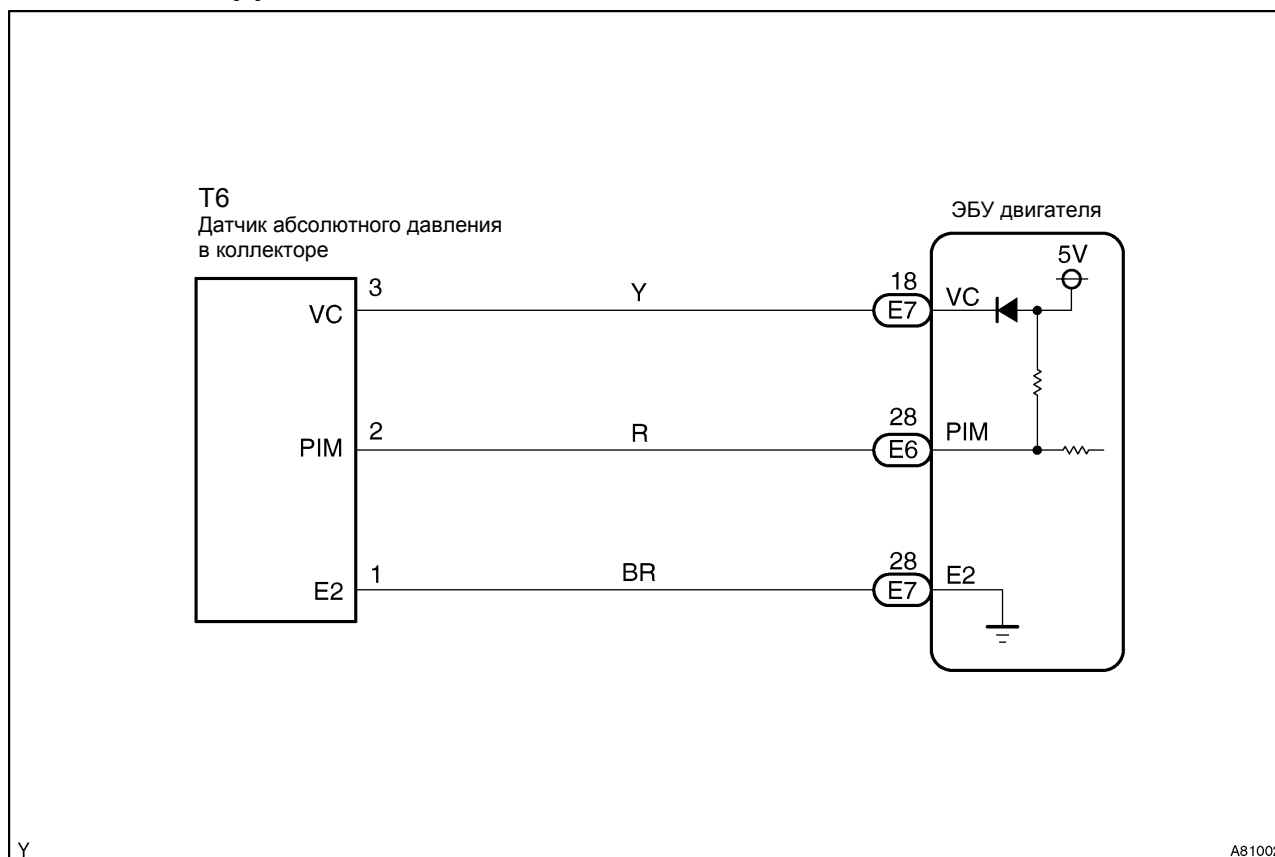 T6
Датчик абсолютного давления
в коллекторе
ЭБУ двигателя
5V
VC
3
Y
18
E7
VC
PIM
2
R
28
E6
PIM
E2
1
BR
28
E7
E2
Y
A81002